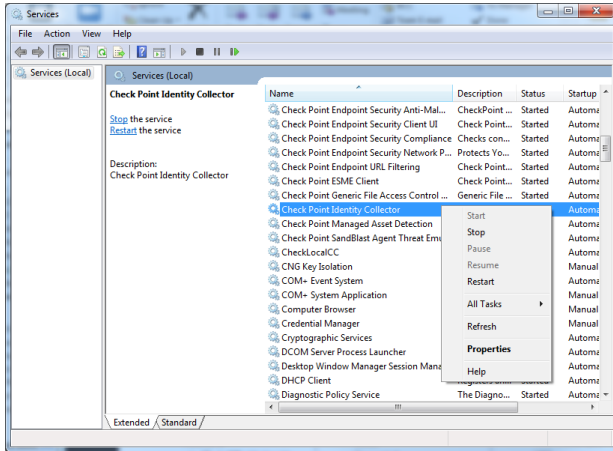 Services
File Action View Help
Services (Local)
Services (Local)
Check Point Identity Collector
Stop the service
Restart the service
Description:
Check Point Identity Collector
Name Description Status Startup
Check Point Endpoint Security Anti-Mal... CheckPoint ... Started Automa
Check Point Endpoint Security Client UI Check Point... Started Automa
Check Point Endpoint Security Compliance Checks con... Started Automa
Check Point Endpoint Security Network P... Protects Yo... Started Automa
Check Point Endpoint URL Filtering Check Point... Started Automa
Check Point ESME Client Check Point... Started Automa
Check Point Generic File Access Control ... Generic File ... Started Automa
Check Point Identity Collector Automa
Check Point Managed Asset Detection Automa
Check Point SandBlast Agent Threat Emu Automa
CheckLocalCC Automa
CNG Key Isolation Manual
COM+ Event System Automa
COM+ System Application Manual
Computer Browser Manual
Credential Manager Manual
Cryptographic Services Automa
DCOM Server Process Launcher Automa
Desktop Window Manager Session Mana Automa
DHCP Client Automa
Diagnostic Policy Service The Diagno... Started Automa
Start
Stop
Pause
Resume
Restart
All Tasks
Refresh
Properties
Help
Extended Standard